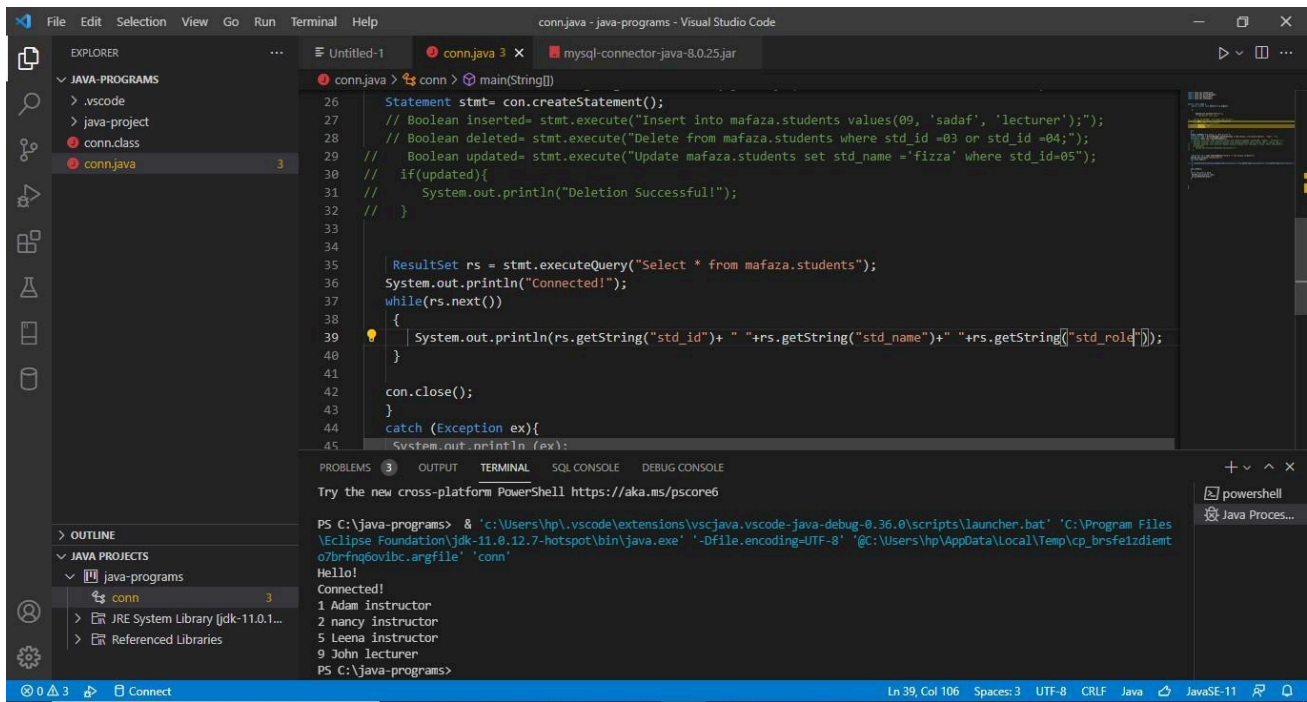 File Edit Selection View Go Run Terminal Help conn.java - java-programs - Visual Studio Code
EXPLORER ...
Untitled-1 conn.java 3 mysql-connector-java-8.0.25.jar
JAVA-PROGRAMS
.vscode
java-project
conn.class
conn.java 3
conn.java > conn > main(String[])
26 Statement stmt= con.createStatement();
27 // Boolean inserted= stmt.execute("Insert into mafaza.students values(09, 'sadaf', 'lecturer');");
28 // Boolean deleted= stmt.execute("Delete from mafaza.students where std_id =03 or std_id =04;");
29 // Boolean updated= stmt.execute("Update mafaza.students set std_name ='fizza' where std_id=05");
30 // if(updated){
31 // System.out.println("Deletion Successful!");
32 // }
33
34
35 ResultSet rs = stmt.executeQuery("Select * from mafaza.students");
36 System.out.println("Connected!");
37 while(rs.next())
38 {
39 System.out.println(rs.getString("std_id")+ " "+rs.getString("std_name")+" "+rs.getString("std_role"));
40 }
41
42 con.close();
43 }
44 catch (Exception ex){
45 System.out.println (ex);
PROBLEMS 3 OUTPUT TERMINAL SQL CONSOLE DEBUG CONSOLE
Try the new cross-platform PowerShell https://aka.ms/pscore6
PS C:\java-programs> & 'c:\Users\hp\.vscode\extensions\vscjava.vscode-java-debug-0.36.0\scripts\launcher.bat' 'C:\Program Files
\Eclipse Foundation\jdk-11.0.12.7-hotspot\bin\java.exe' '-Dfile.encoding=UTF-8' '@C:\Users\hp\AppData\Local\Temp\cp_brsfe1zdiemt
o7brfnq6ovibc.argfile' 'conn'
Hello!
Connected!
1 Adam instructor
2 nancy instructor
5 Leena instructor
9 John lecturer
PS C:\java-programs>
powershell
Java Proces...
OUTLINE
JAVA PROJECTS
java-programs
conn 3
JRE System Library [jdk-11.0.1...
Referenced Libraries
0 3 Connect Ln 39, Col 106 Spaces: 3 UTF-8 CRLF Java JavaSE-11